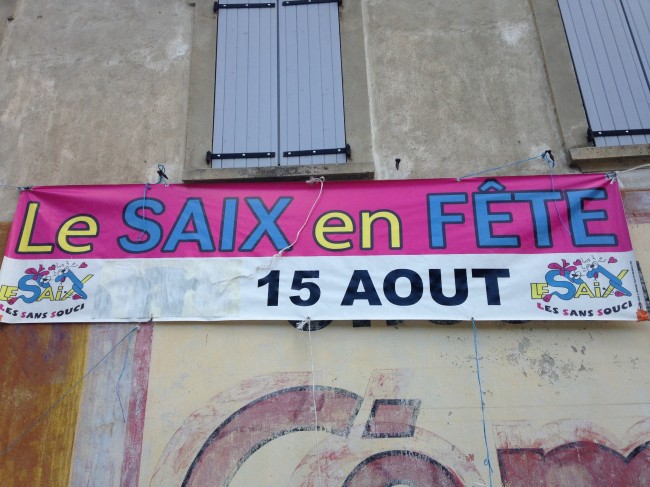 Le SAIX en FÊTE
15 AOUT
LE SAIX
LES SANS SOUCI
LE SAIX
LES SANS SOUCI